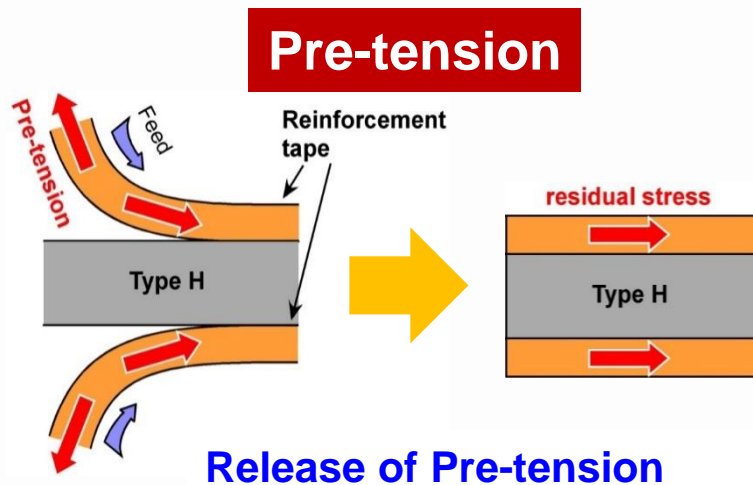 Pre-tension
Pre-tension
Feed
Reinforcement
tape
Type H
residual stress
Type H
Release of Pre-tension